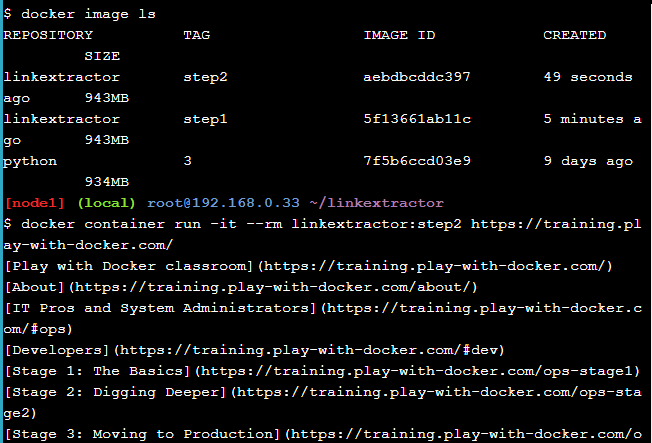 $ docker image ls
REPOSITORY TAG IMAGE ID CREATED
SIZE
linkextractor step2 aebdbcddc397 49 seconds
ago 943MB
linkextractor step1 5f13661ab11c 5 minutes a
go 943MB
python 3 7f5b6ccd03e9 9 days ago
934MB
[node1] (local) root@192.168.0.33 ~/linkextractor
$ docker container run -it --rm linkextractor:step2 https://training.pl
ay-with-docker.com/
[Play with Docker classroom](https://training.play-with-docker.com/)
[About](https://training.play-with-docker.com/about/)
[IT Pros and System Administrators](https://training.play-with-docker.c
om/#ops)
[Developers](https://training.play-with-docker.com/#dev)
[Stage 1: The Basics](https://training.play-with-docker.com/ops-stage1)
[Stage 2: Digging Deeper](https://training.play-with-docker.com/ops-sta
ge2)
[Stage 3: Moving to Production](https://training.play-with-docker.com/o